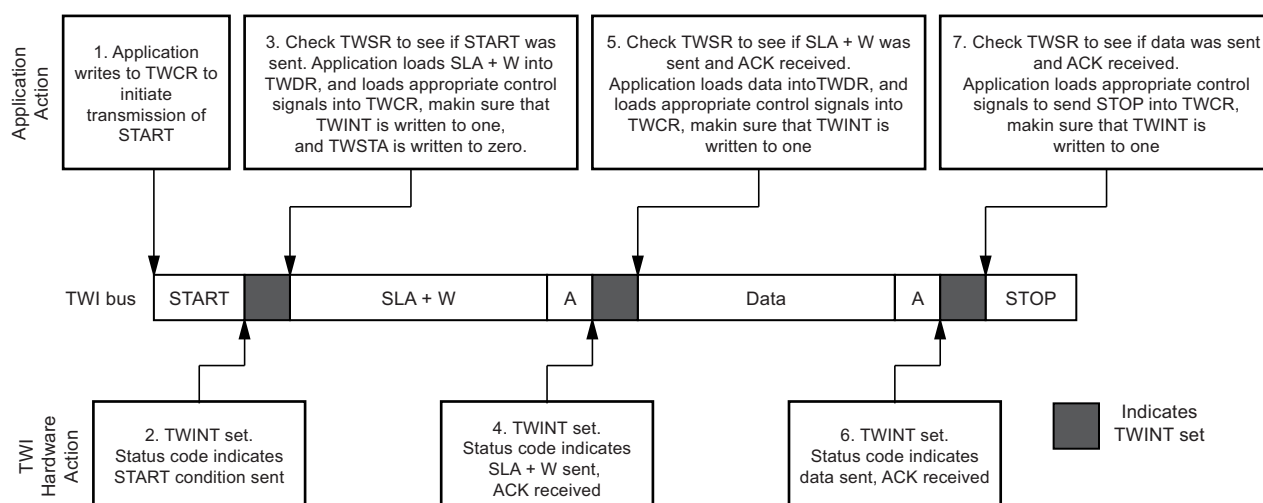 Application
Action
1. Application
writes to TWCR to
initiate
transmission of
START
3. Check TWSR to see if START was
sent. Application loads SLA + W into
TWDR, and loads appropriate control
signals into TWCR, makin sure that
TWINT is written to one,
and TWSTA is written to zero.
5. Check TWSR to see if SLA + W was
sent and ACK received.
Application loads data intoTWDR, and
loads appropriate control signals into
TWCR, makin sure that TWINT is
written to one
7. Check TWSR to see if data was sent
and ACK received.
Application loads appropriate control
signals to send STOP into TWCR,
makin sure that TWINT is
written to one
TWI bus
START
SLA + W
A
Data
A
STOP
TWI
Hardware
Action
2. TWINT set.
Status code indicates
START condition sent
4. TWINT set.
Status code indicates
SLA + W sent,
ACK received
6. TWINT set.
Status code indicates
data sent, ACK received
Indicates
TWINT set